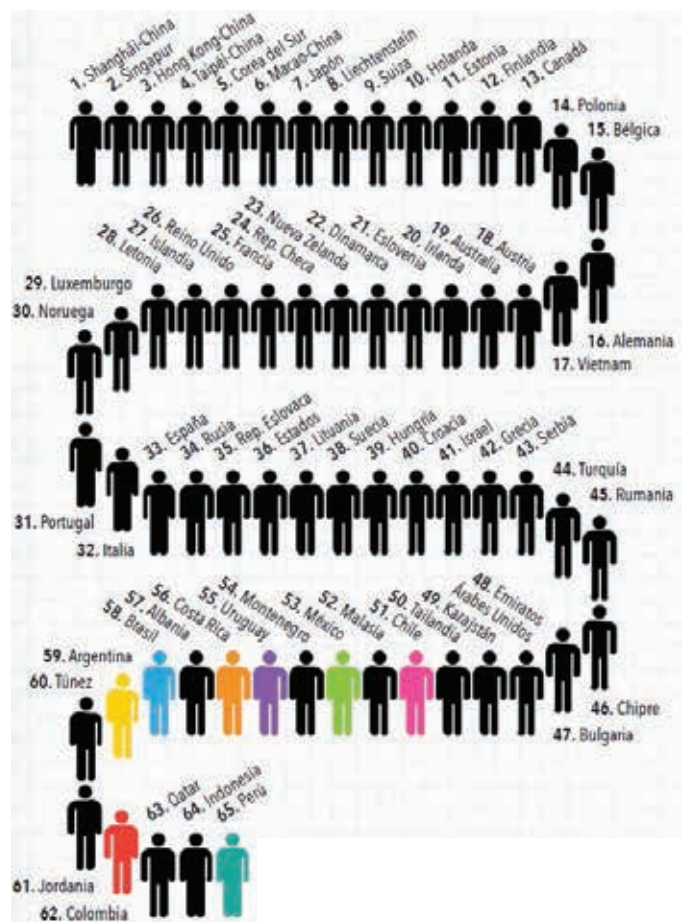 1. Shanghái-China
2. Singapur
3. Hong Kong-China
4. Taipéi-China
5. Corea del Sur
6. Macao-China
7. Japón
8. Liechtenstein
9. Suiza
10. Holanda
11. Estonia
12. Finlandia
13. Canadá
14. Polonia
15. Bélgica
16. Alemania
17. Vietnam
18. Austria
19. Australia
20. Irlanda
21. Eslovenia
22. Dinamarca
23. Nueva Zelanda
24. Rep. Checa
25. Francia
26. Reino Unido
27. Islandia
28. Letonia
29. Luxemburgo
30. Noruega
31. Portugal
32. Italia
33. España
34. Rusia
35. Rep. Eslovaca
36. Estados
37. Lituania
38. Suecia
39. Hungría
40. Croacia
41. Israel
42. Grecia
43. Serbia
44. Turquía
45. Rumania
46. Chipre
47. Bulgaria
48. Emiratos
Árabes Unidos
49. Kazajstán
50. Tailandia
51. Chile
52. Malasia
53. México
54. Montenegro
55. Uruguay
56. Costa Rica
57. Albania
58. Brasil
59. Argentina
60. Túnez
61. Jordania
62. Colombia
63. Qatar
64. Indonesia
65. Perú